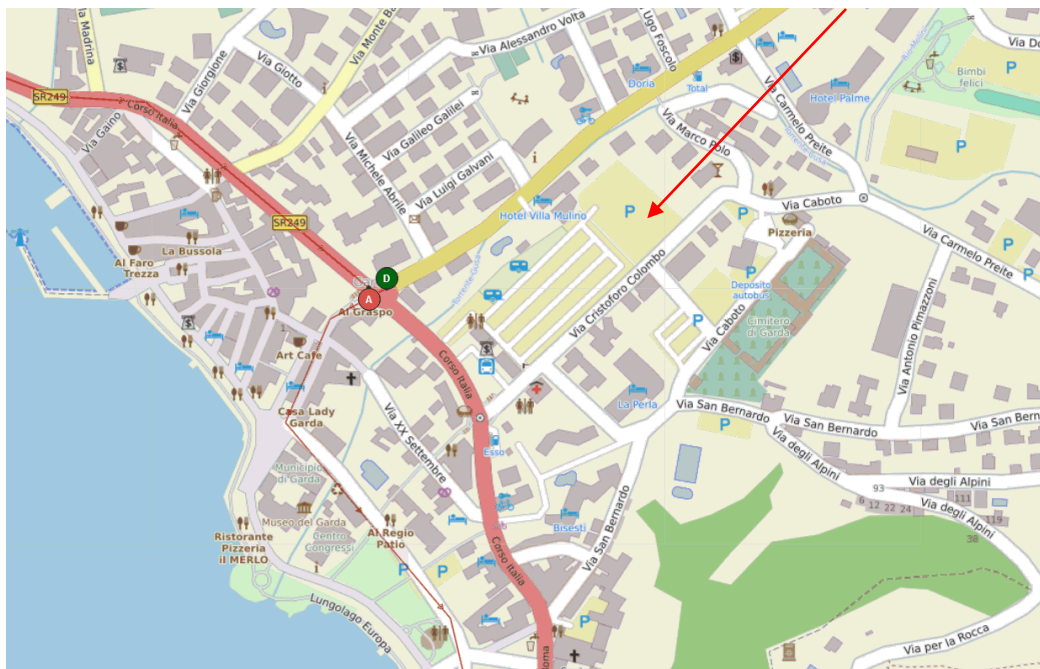 Via Madrina
Via Giorgione
Via Giotto
Via Monte Ba
Via Alessandro Volta
Ugo Foscolo
Via Do
Bimbi
felici
P
SR249
Corso Italia
Via Gaino
Via Galileo Galilei
Doria
Total
Hotel Palme
Via Carmelo Preite
P
Via Michele Abrile
Via Luigi Galvani
Via Marco Polo
Hotel Villa Mulino
P
P
Via Caboto
Pizzeria
SR249
La Bussola
Al Faro
Trezza
D
A
Al Graspo
Via Cristoforo Colombo
P
Deposito
autobus
P
Via Carmelo Preite
P
P
Via Caboto
Cimitero
di Garda
Via Antonio Pimazzoni
Art Cafe
Corso Italia
La Perla
Casa Lady
Garda
Via XX Settembre
Via San Bernardo
P
Via San Bernardo
Via San Bern
Esso
Via degli Alpini
Municipio
di Garda
Museo del Garda
Centro
Congressi
Al Regio
Patio
Ristorante
Pizzeria
il MERLO
Bisesti
Via San Bernardo
93
6 12 22 24
Via degli Alpini
111
119
38
Via degli Alpini
Corso Italia
P
P
Lungolago Europa
P
Via per la Rocca
oma